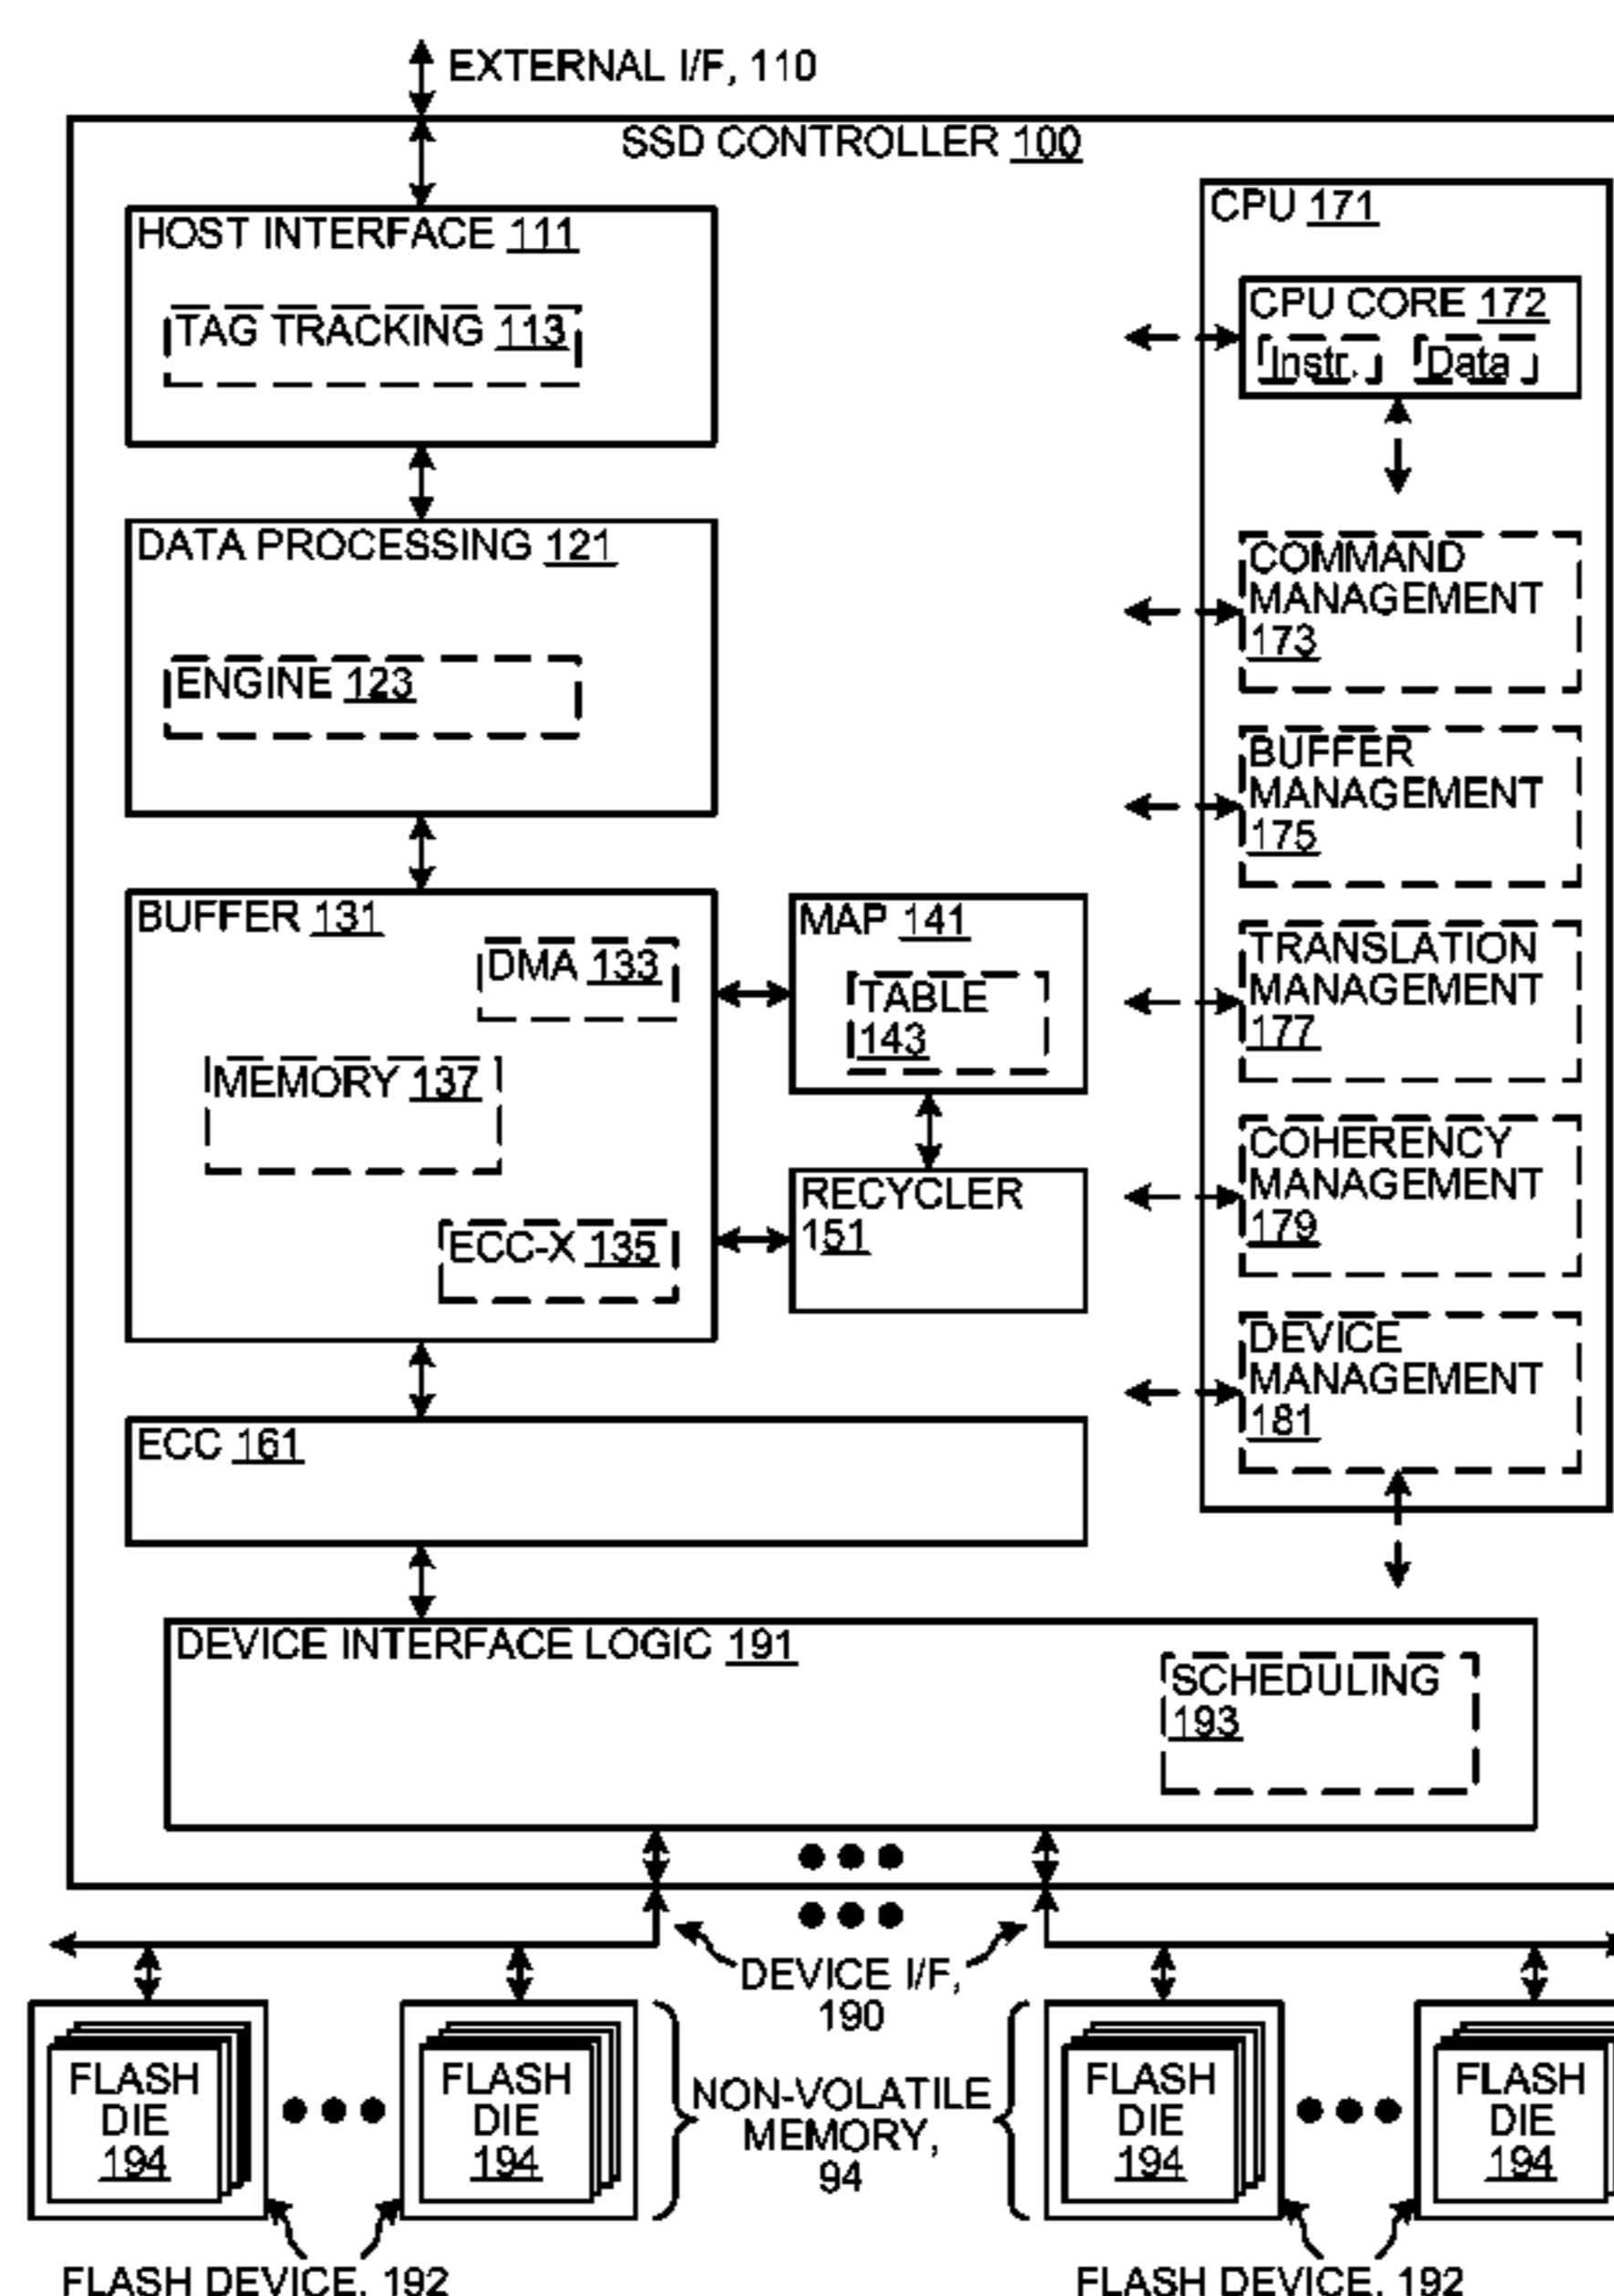 EXTERNAL I/F, 110
SSD CONTROLLER 100
HOST INTERFACE 111
TAG TRACKING 113
DATA PROCESSING 121
ENGINE 123
BUFFER 131
DMA 133
MEMORY 137
ECC-X 135
MAP 141
TABLE
143
RECYCLER
151
ECC 161
CPU 171
CPU CORE 172
Instr.
Data
COMMAND
MANAGEMENT
173
BUFFER
MANAGEMENT
175
TRANSLATION
MANAGEMENT
177
COHERENCY
MANAGEMENT
179
DEVICE
MANAGEMENT
181
DEVICE INTERFACE LOGIC 191
SCHEDULING
193
DEVICE I/F,
190
FLASH
DIE
194
FLASH
DIE
194
NON-VOLATILE
MEMORY,
94
FLASH
DIE
194
FLASH
DIE
194
FLASH DEVICE, 192
FLASH DEVICE, 192